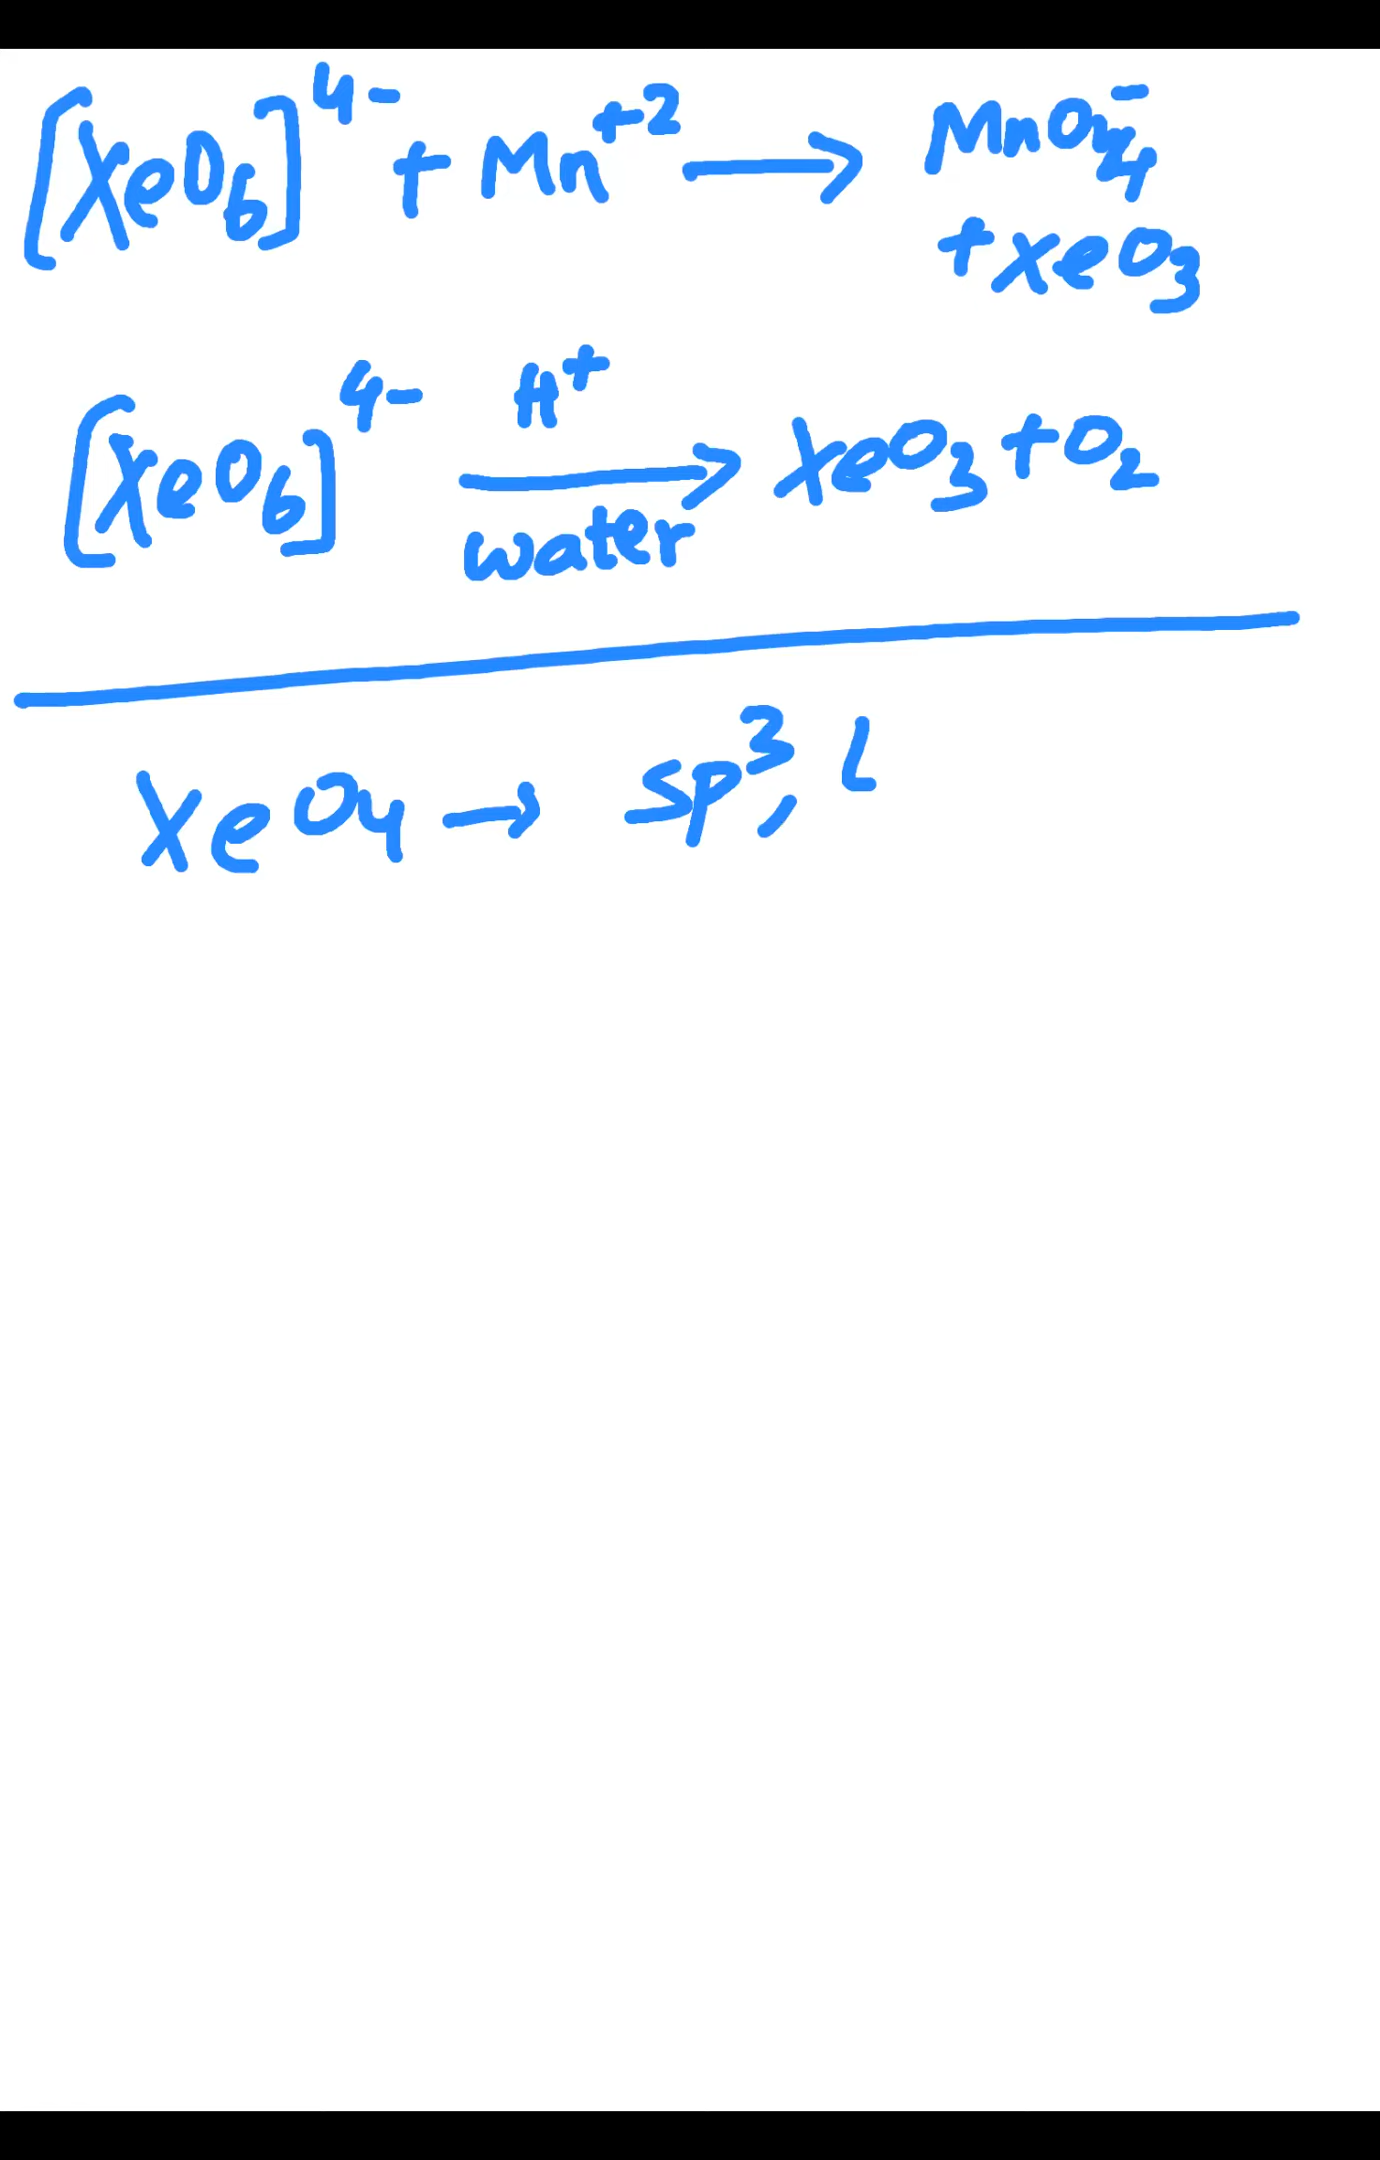 [XeO₆]⁴⁻ + Mn⁺² ⟶ MnO₄⁻
+ XeO₃
[XeO₆]⁴⁻ H⁺ ⟶ water XeO₃ + O₂
XeO₄ → sp³, L